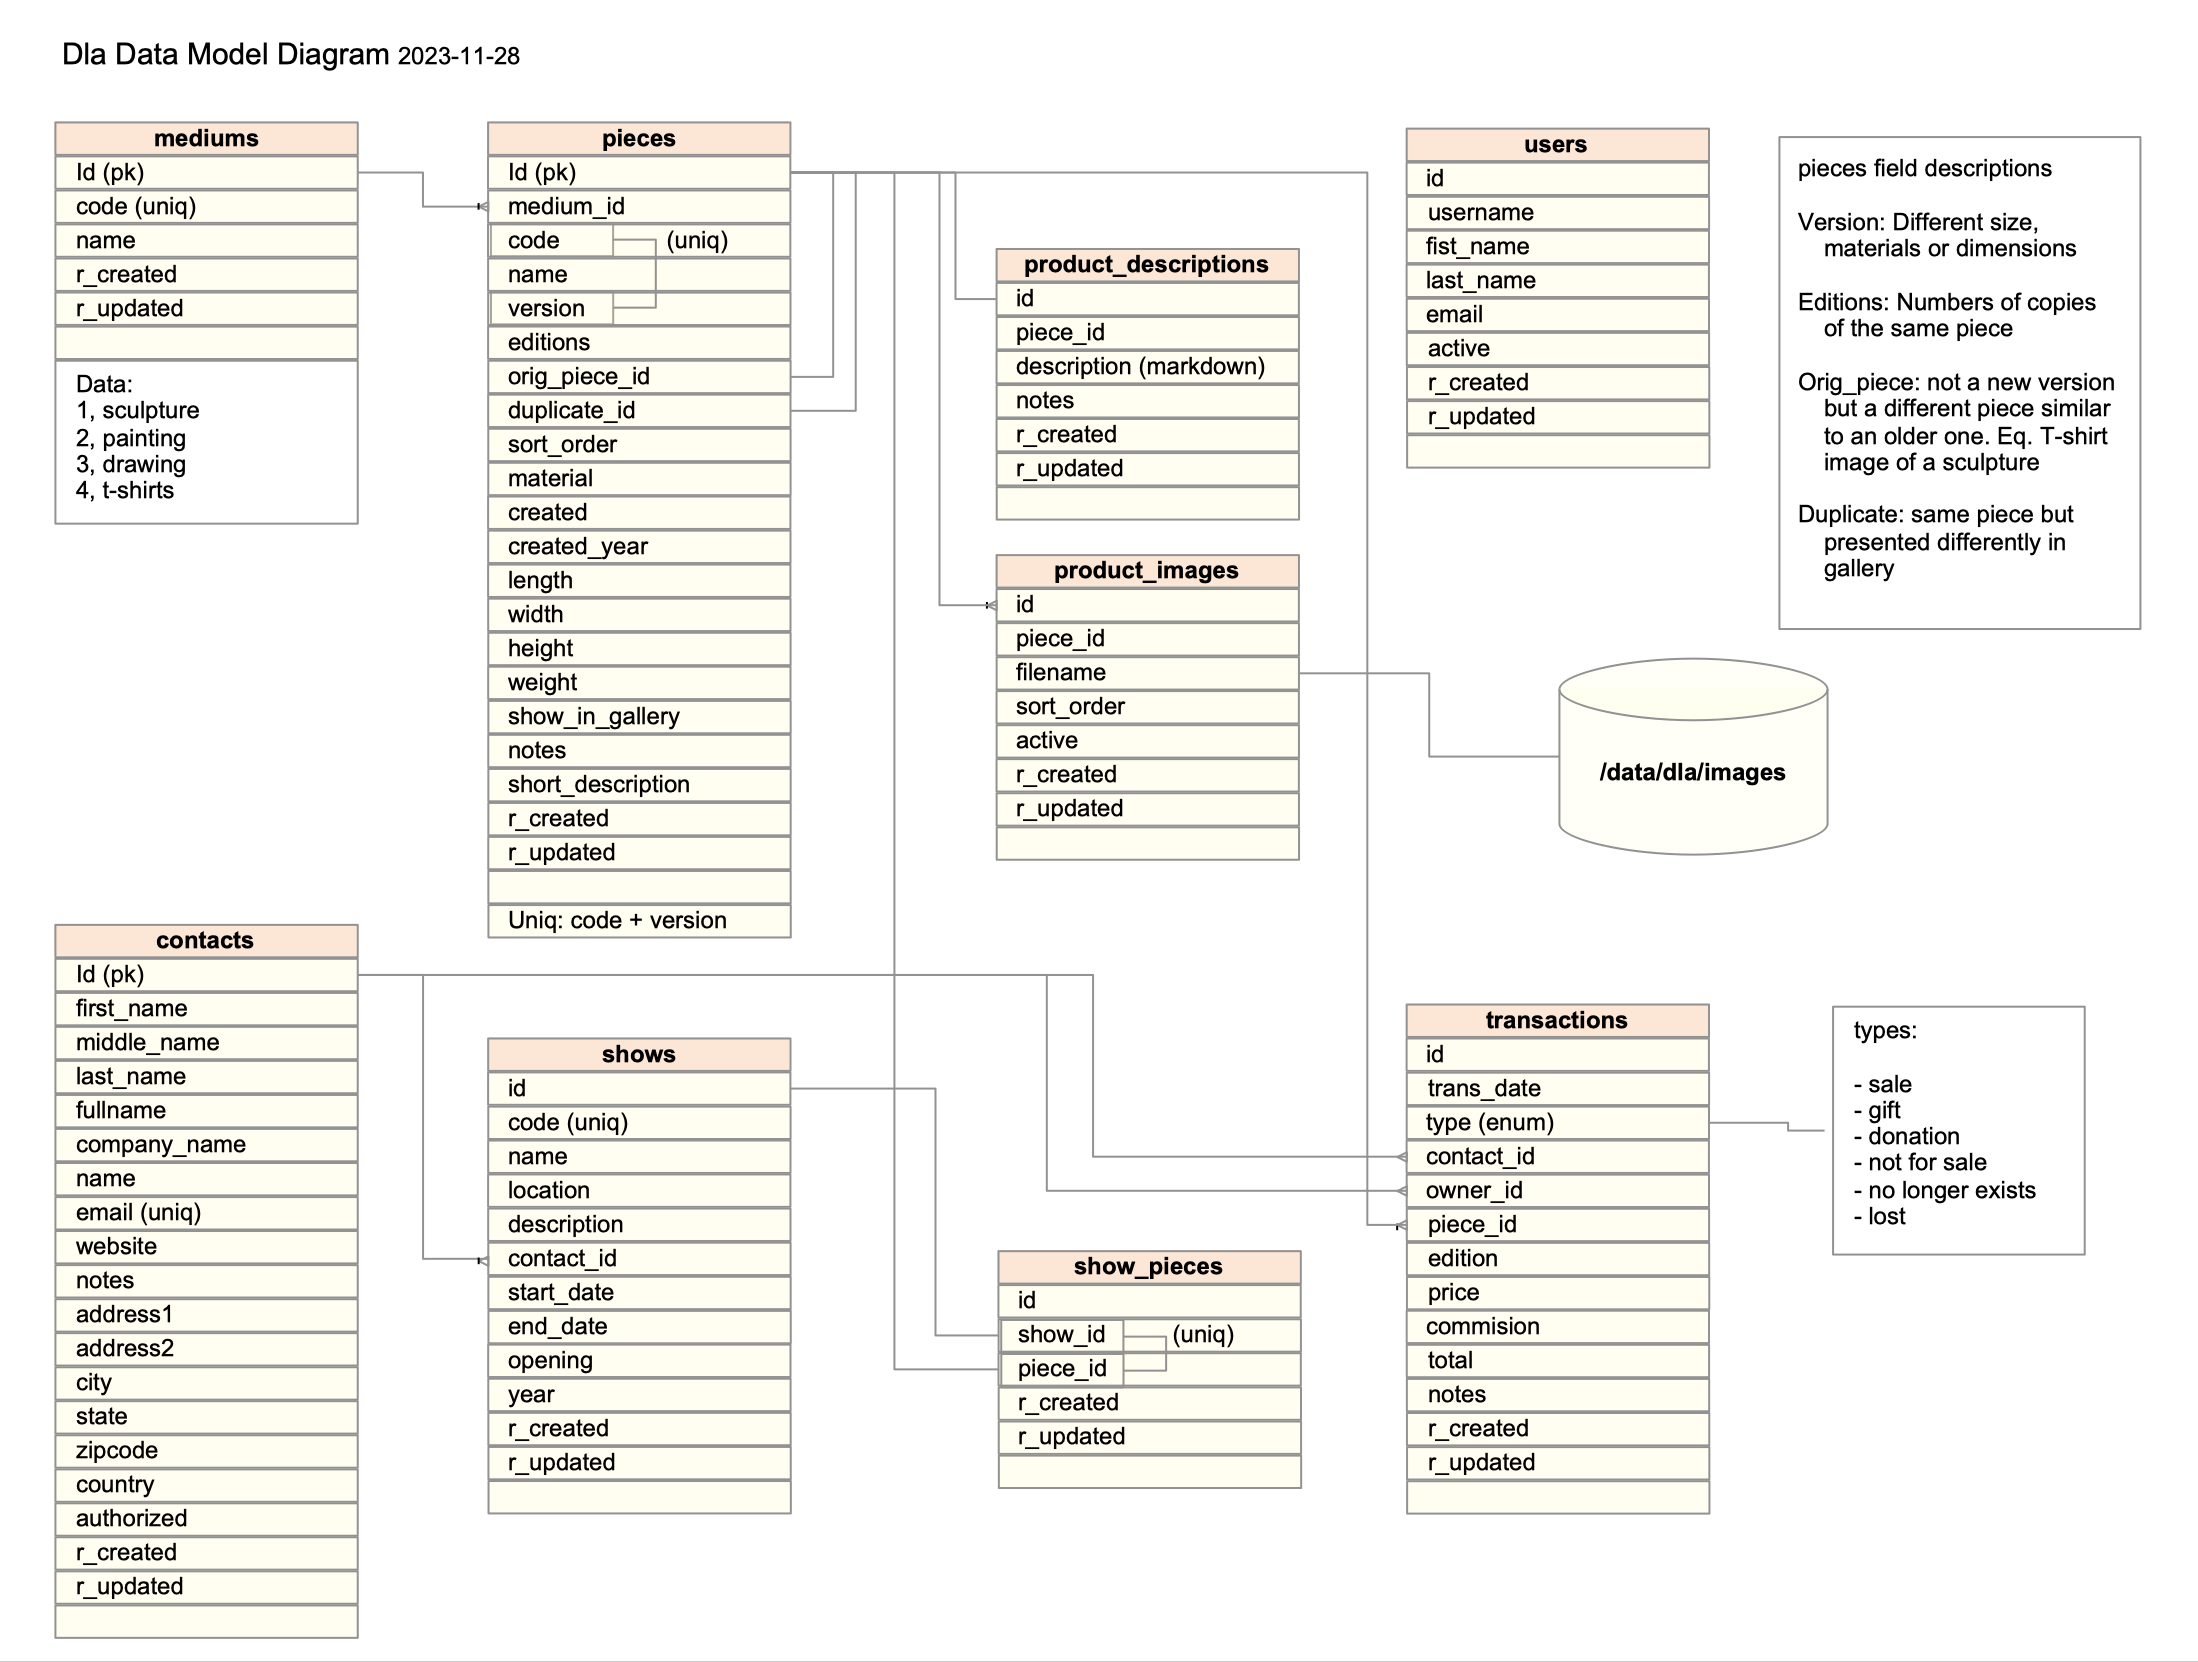 Dla Data Model Diagram 2023-11-28
mediums
Id (pk)
code (uniq)
name
r_created
r_updated
Data:
1, sculpture
2, painting
3, drawing
4, t-shirts
pieces
Id (pk)
medium_id
code (uniq)
name
version
editions
orig_piece_id
duplicate_id
sort_order
material
created
created_year
length
width
height
weight
show_in_gallery
notes
short_description
r_created
r_updated
Uniq: code + version
product_descriptions
id
piece_id
description (markdown)
notes
r_created
r_updated
product_images
id
piece_id
filename
sort_order
active
r_created
r_updated
users
id
username
fist_name
last_name
email
active
r_created
r_updated
pieces field descriptions
Version: Different size,
materials or dimensions
Editions: Numbers of copies
of the same piece
Orig_piece: not a new version
but a different piece similar
to an older one. Eq. T-shirt
image of a sculpture
Duplicate: same piece but
presented differently in
gallery
/data/dla/images
contacts
Id (pk)
first_name
middle_name
last_name
fullname
company_name
name
email (uniq)
website
notes
address1
address2
city
state
zipcode
country
authorized
r_created
r_updated
shows
id
code (uniq)
name
location
description
contact_id
start_date
end_date
opening
year
r_created
r_updated
show_pieces
id
show_id (uniq)
piece_id
r_created
r_updated
transactions
id
trans_date
type (enum)
contact_id
owner_id
piece_id
edition
price
commision
total
notes
r_created
r_updated
types:
- sale
- gift
- donation
- not for sale
- no longer exists
- lost